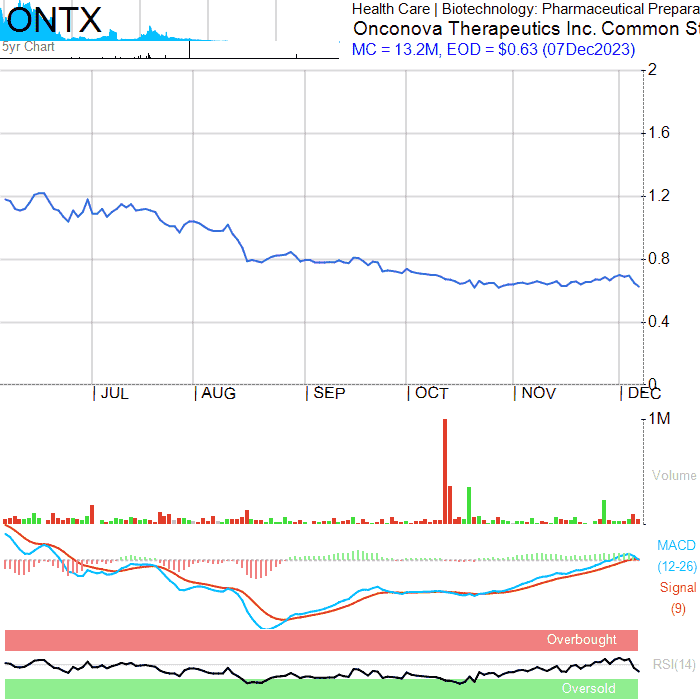 ONTX
Health Care | Biotechnology: Pharmaceutical Prepara
Onconova Therapeutics Inc. Common St
5yr Chart
MC = 13.2M, EOD = $0.63 (07Dec2023)
2
1.6
1.2
0.8
0.4
0
| JUL | AUG | SEP | OCT | NOV | DEC
1M
Volume
MACD
(12-26)
Signal
(9)
Overbought
RSI(14)
Oversold